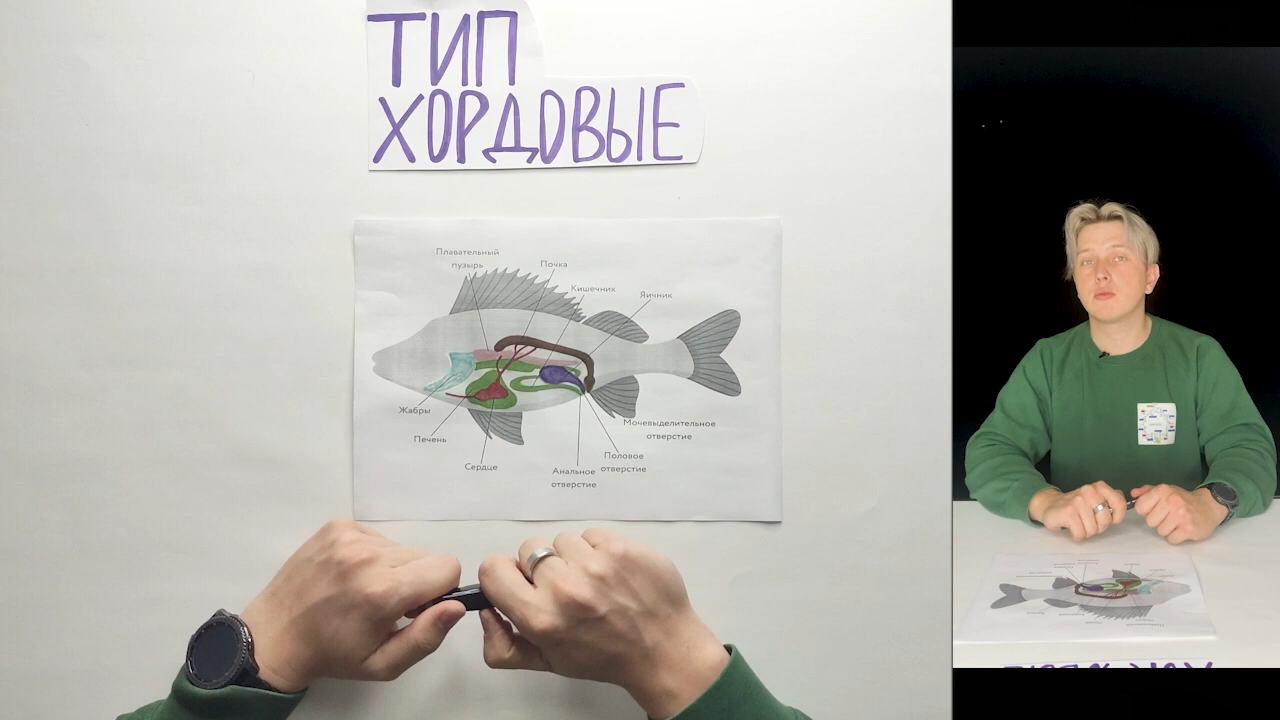 ТИП
ХОРДОВЫЕ
Плавательный
пузырь
Почка
Кишечник
Яичник
Жабры
Печень
Сердце
Мочевыделительное
отверстие
Половое
отверстие
Анальное
отверстие